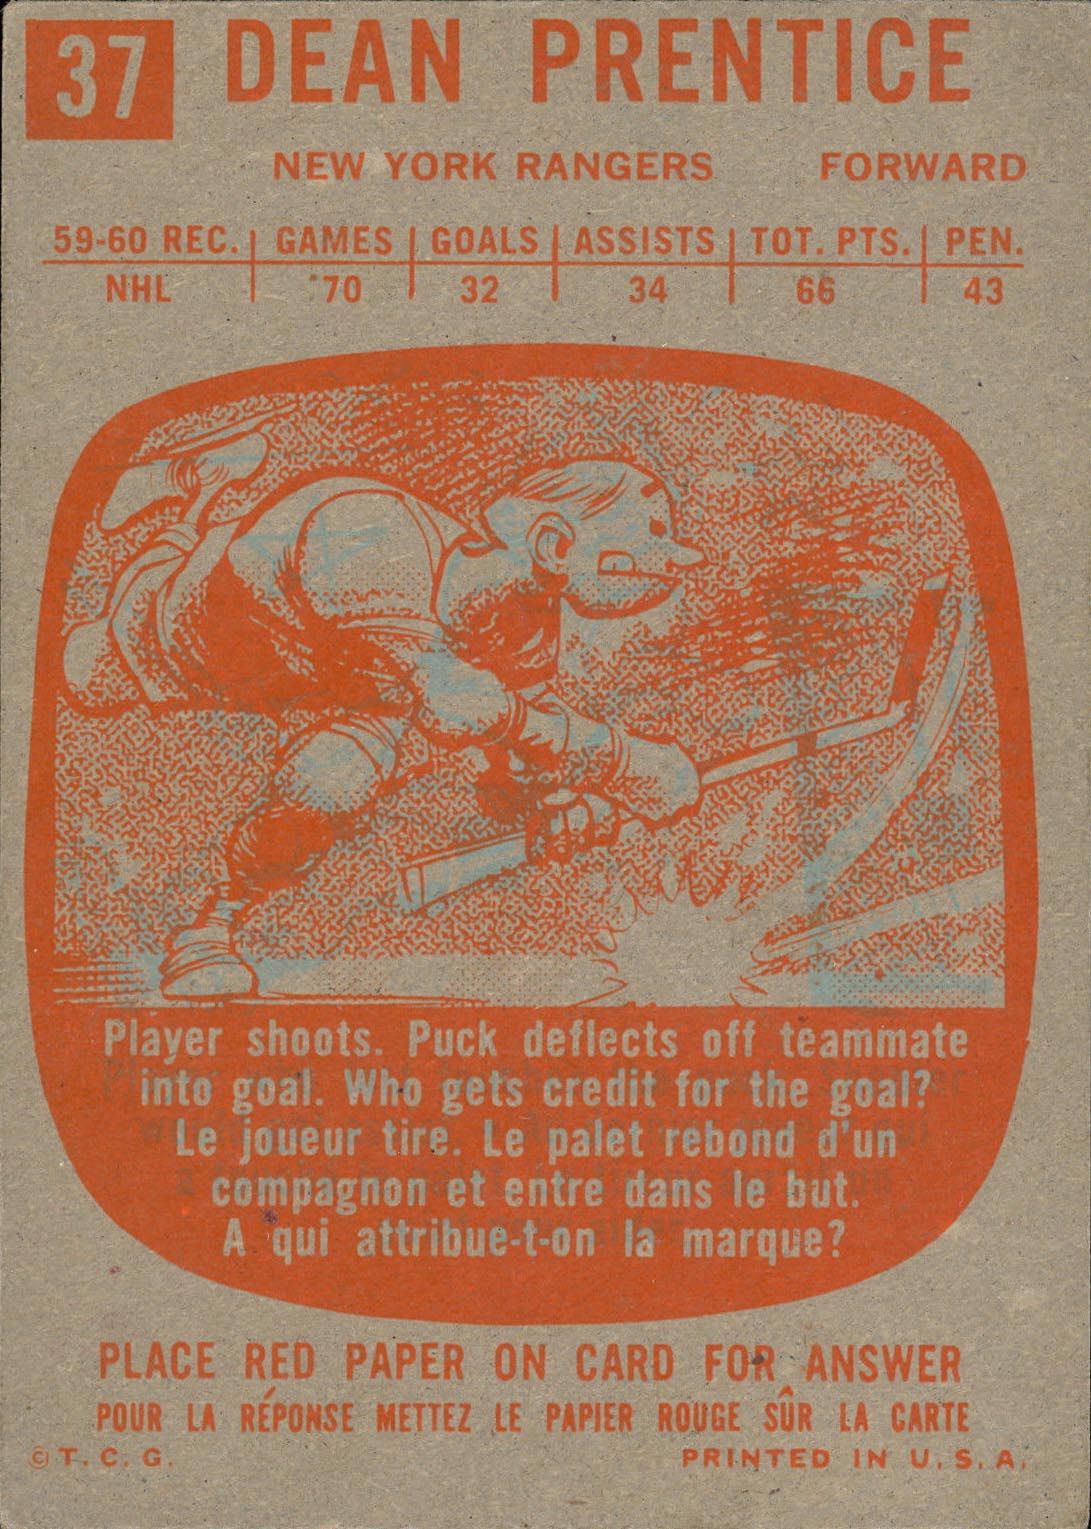 37 DEAN PRENTICE
NEW YORK RANGERS FORWARD
59-60 REC. GAMES GOALS ASSISTS TOT. PTS. PEN.
NHL 70 32 34 66 43
Player shoots. Puck deflects off teammate
into goal. Who gets credit for the goal?
Le joueur tire. Le palet rebond d'un
compagnon et entre dans le but.
A qui attribue-t-on la marque?
PLACE RED PAPER ON CARD FOR ANSWER
POUR LA RÉPONSE METTEZ LE PAPIER ROUGE SÛR LA CARTE
© T. C. G. PRINTED IN U. S. A.